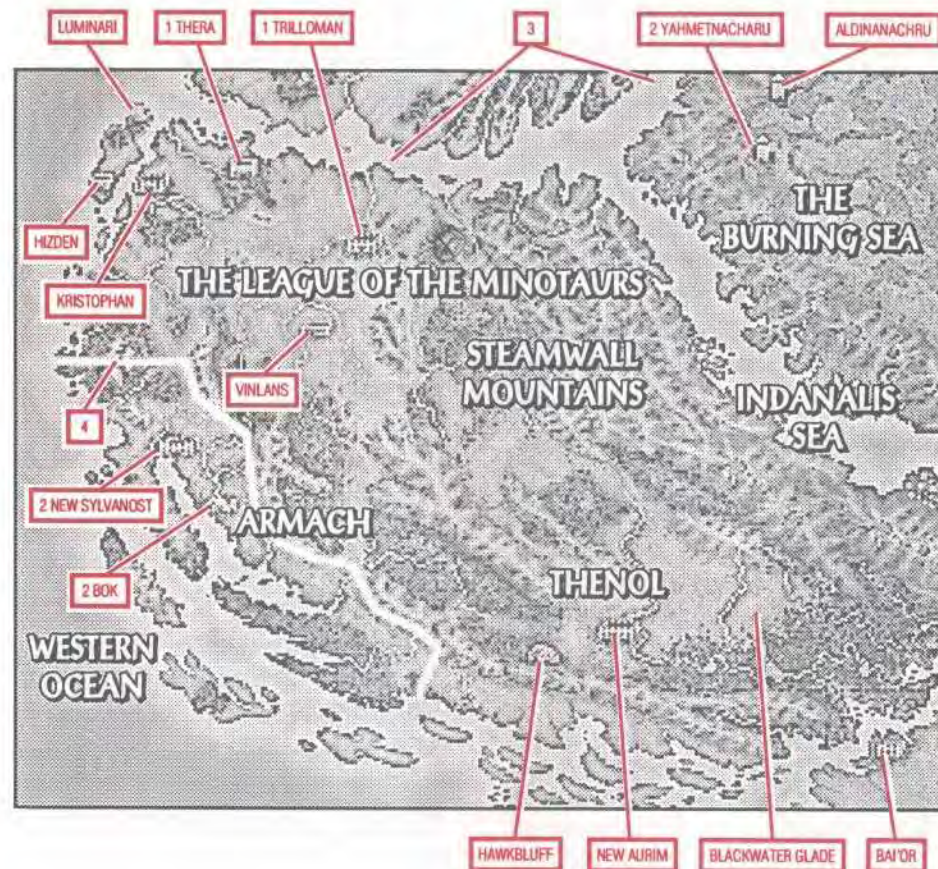 LUMINARI
1 THERA
1 TRILLOMAN
3
2 YAHMETNACHARU
ALDINANACHRU
HIZDEN
KRISTOPHAN
THE
BURNING SEA
THE LEAGUE OF THE MINOTAURS
VINLANS
STEAMWALL
MOUNTAINS
INDANALIS
SEA
4
2 NEW SYLVANOST
ARMACH
2 BOK
THENOL
WESTERN
OCEAN
HAWKBLUFF
NEW AURIM
BLACKWATER GLADE
BAI'OR